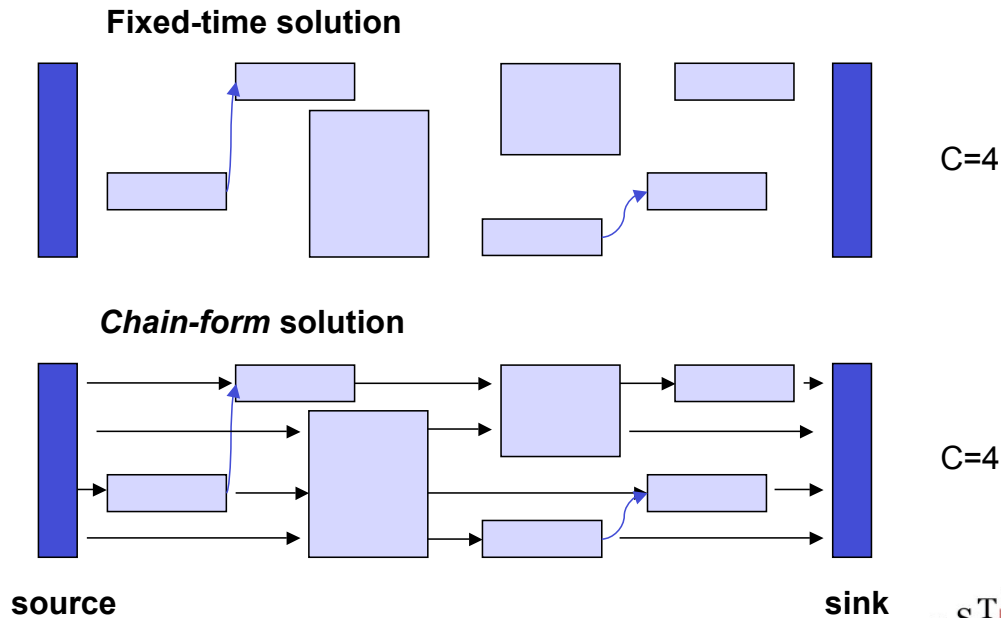 Fixed-time solution
C=4
Chain-form solution
C=4
source
sink